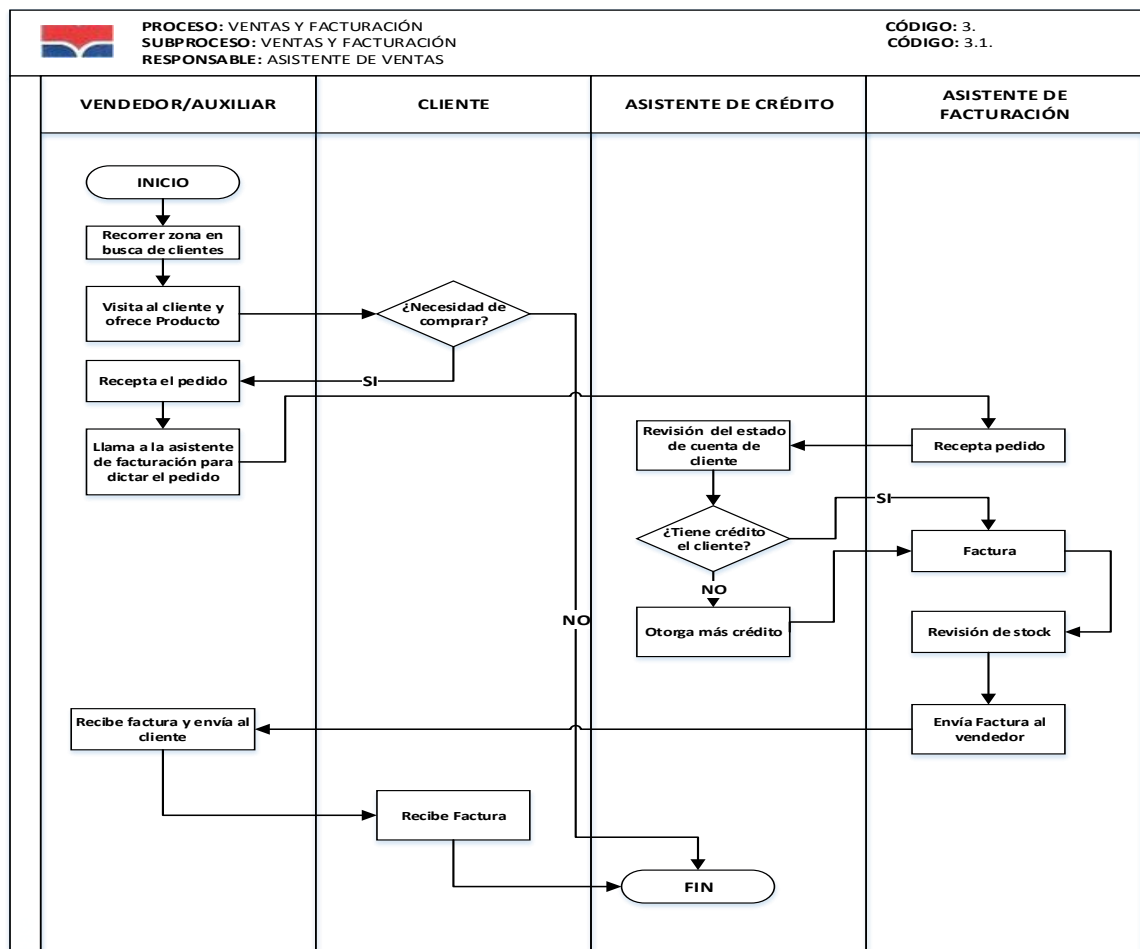 PROCESO: VENTAS Y FACTURACIÓN
SUBPROCESO: VENTAS Y FACTURACIÓN
RESPONSABLE: ASISTENTE DE VENTAS
CÓDIGO: 3.
CÓDIGO: 3.1.
VENDEDOR/AUXILIAR
CLIENTE
ASISTENTE DE CRÉDITO
ASISTENTE DE
FACTURACIÓN
INICIO
Recorrer zona en
busca de clientes
Visita al cliente y
ofrece Producto
¿Necesidad de
comprar?
SI
Recepta el pedido
Llama a la asistente
de facturación para
dictar el pedido
Recepta pedido
Revisión del estado
de cuenta de
cliente
¿Tiene crédito
el cliente?
SI
NO
Otorga más crédito
Factura
Revisión de stock
NO
Envía Factura al
vendedor
Recibe factura y envía al
cliente
Recibe Factura
FIN